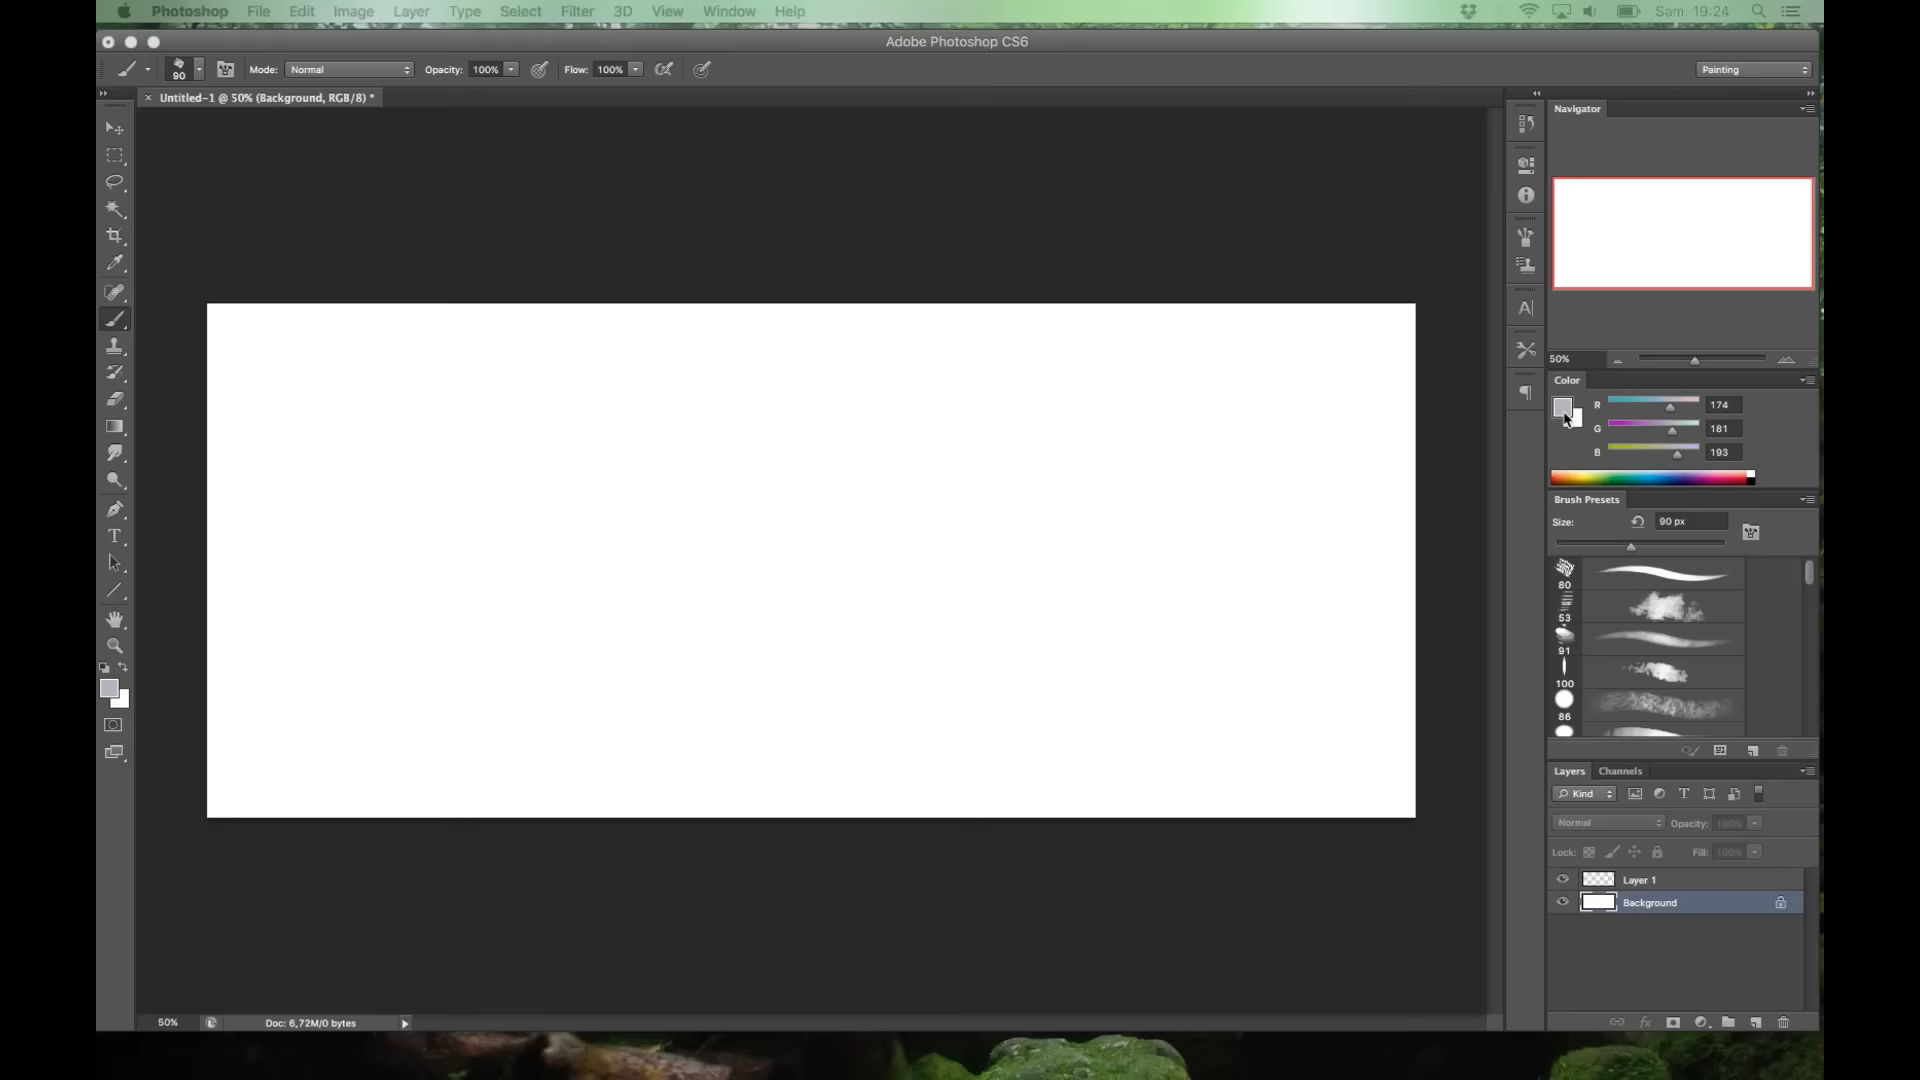 Photoshop File Edit Image Layer Type Select Filter 3D View Window Help Sam. 19:24
Adobe Photoshop CS6
90 Mode: Normal Opacity: 100% Flow: 100% Painting
Untitled-1 @ 50% (Background, RGB/8) *
Navigator
50%
Color
R 174
G 181
B 193
Brush Presets
Size: 90 px
80
53
91
100
86
Layers Channels
Kind
Normal Opacity: 100%
Lock: Fill: 100%
Layer 1
Background
50% Doc: 6,72M/0 bytes